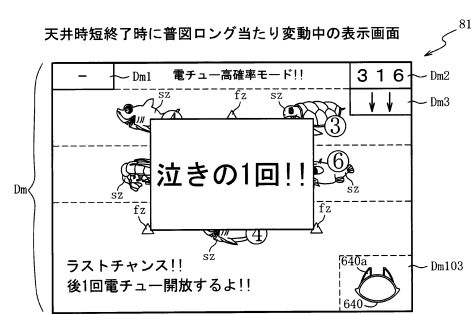 天井時短終了時に普図ロング当たり変動中の表示画面
81
－ Dm1 電チュー高確率モード!! 316 Dm2
↓↓ Dm3
sz fz sz
③
Dm
泣きの1回!!
⑥
sz sz
fz fz
sz ④
ラストチャンス!!
後1回電チュー開放するよ!!
640a Dm103
640